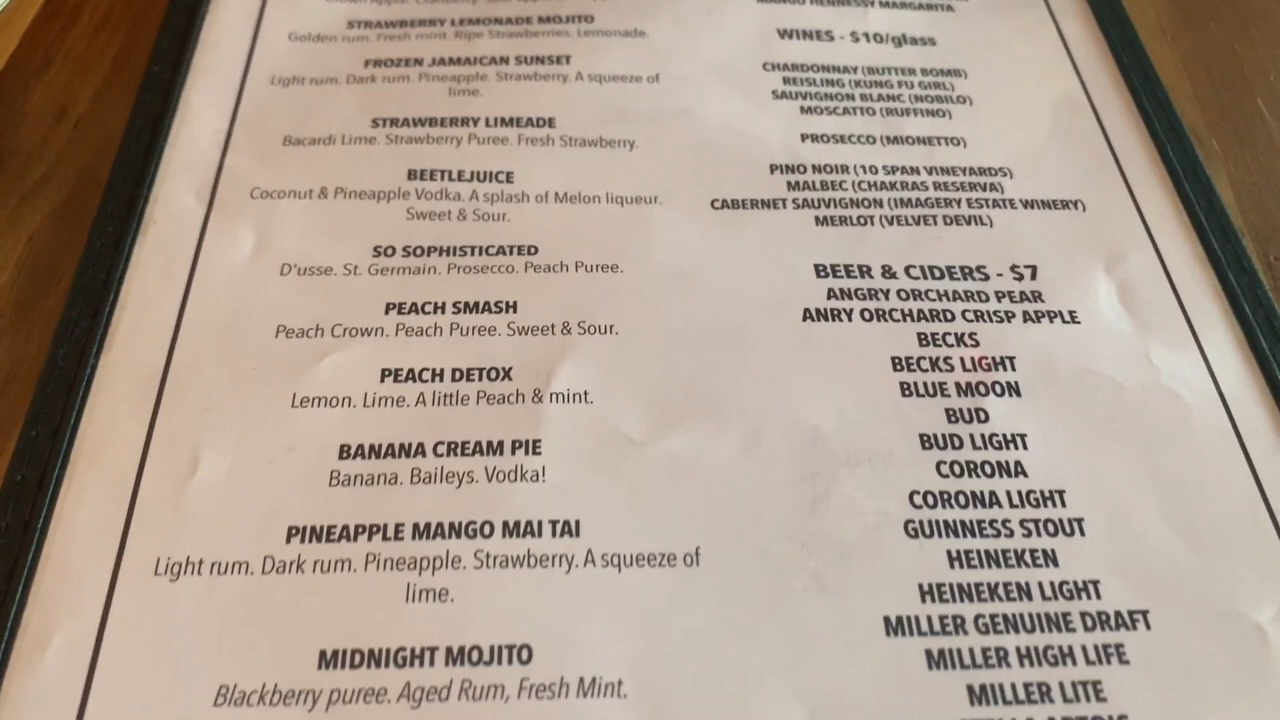 STRAWBERRY LEMONADE MOJITO
Golden rum. Fresh mint. Ripe Strawberries. Lemonade.
FROZEN JAMAICAN SUNSET
Light rum. Dark rum. Pineapple. Strawberry. A squeeze of
lime.
STRAWBERRY LIMEADE
Bacardi Lime. Strawberry Puree. Fresh Strawberry.
BEETLEJUICE
Coconut & Pineapple Vodka. A splash of Melon liqueur.
Sweet & Sour.
SO SOPHISTICATED
D'usse. St. Germain. Prosecco. Peach Puree.
PEACH SMASH
Peach Crown. Peach Puree. Sweet & Sour.
PEACH DETOX
Lemon. Lime. A little Peach & mint.
BANANA CREAM PIE
Banana. Baileys. Vodka!
PINEAPPLE MANGO MAI TAI
Light rum. Dark rum. Pineapple. Strawberry. A squeeze of
lime.
MIDNIGHT MOJITO
Blackberry puree. Aged Rum, Fresh Mint.
MANGO HENNESSY MARGARITA
WINES - $10/glass
CHARDONNAY (BUTTER BOMB)
REISLING (KUNG FU GIRL)
SAUVIGNON BLANC (NOBILO)
MOSCATTO (RUFFINO)
PROSECCO (MIONETTO)
PINO NOIR (10 SPAN VINEYARDS)
MALBEC (CHAKRAS RESERVA)
CABERNET SAUVIGNON (IMAGERY ESTATE WINERY)
MERLOT (VELVET DEVIL)
BEER & CIDERS - $7
ANGRY ORCHARD PEAR
ANRY ORCHARD CRISP APPLE
BECKS
BECKS LIGHT
BLUE MOON
BUD
BUD LIGHT
CORONA
CORONA LIGHT
GUINNESS STOUT
HEINEKEN
HEINEKEN LIGHT
MILLER GENUINE DRAFT
MILLER HIGH LIFE
MILLER LITE